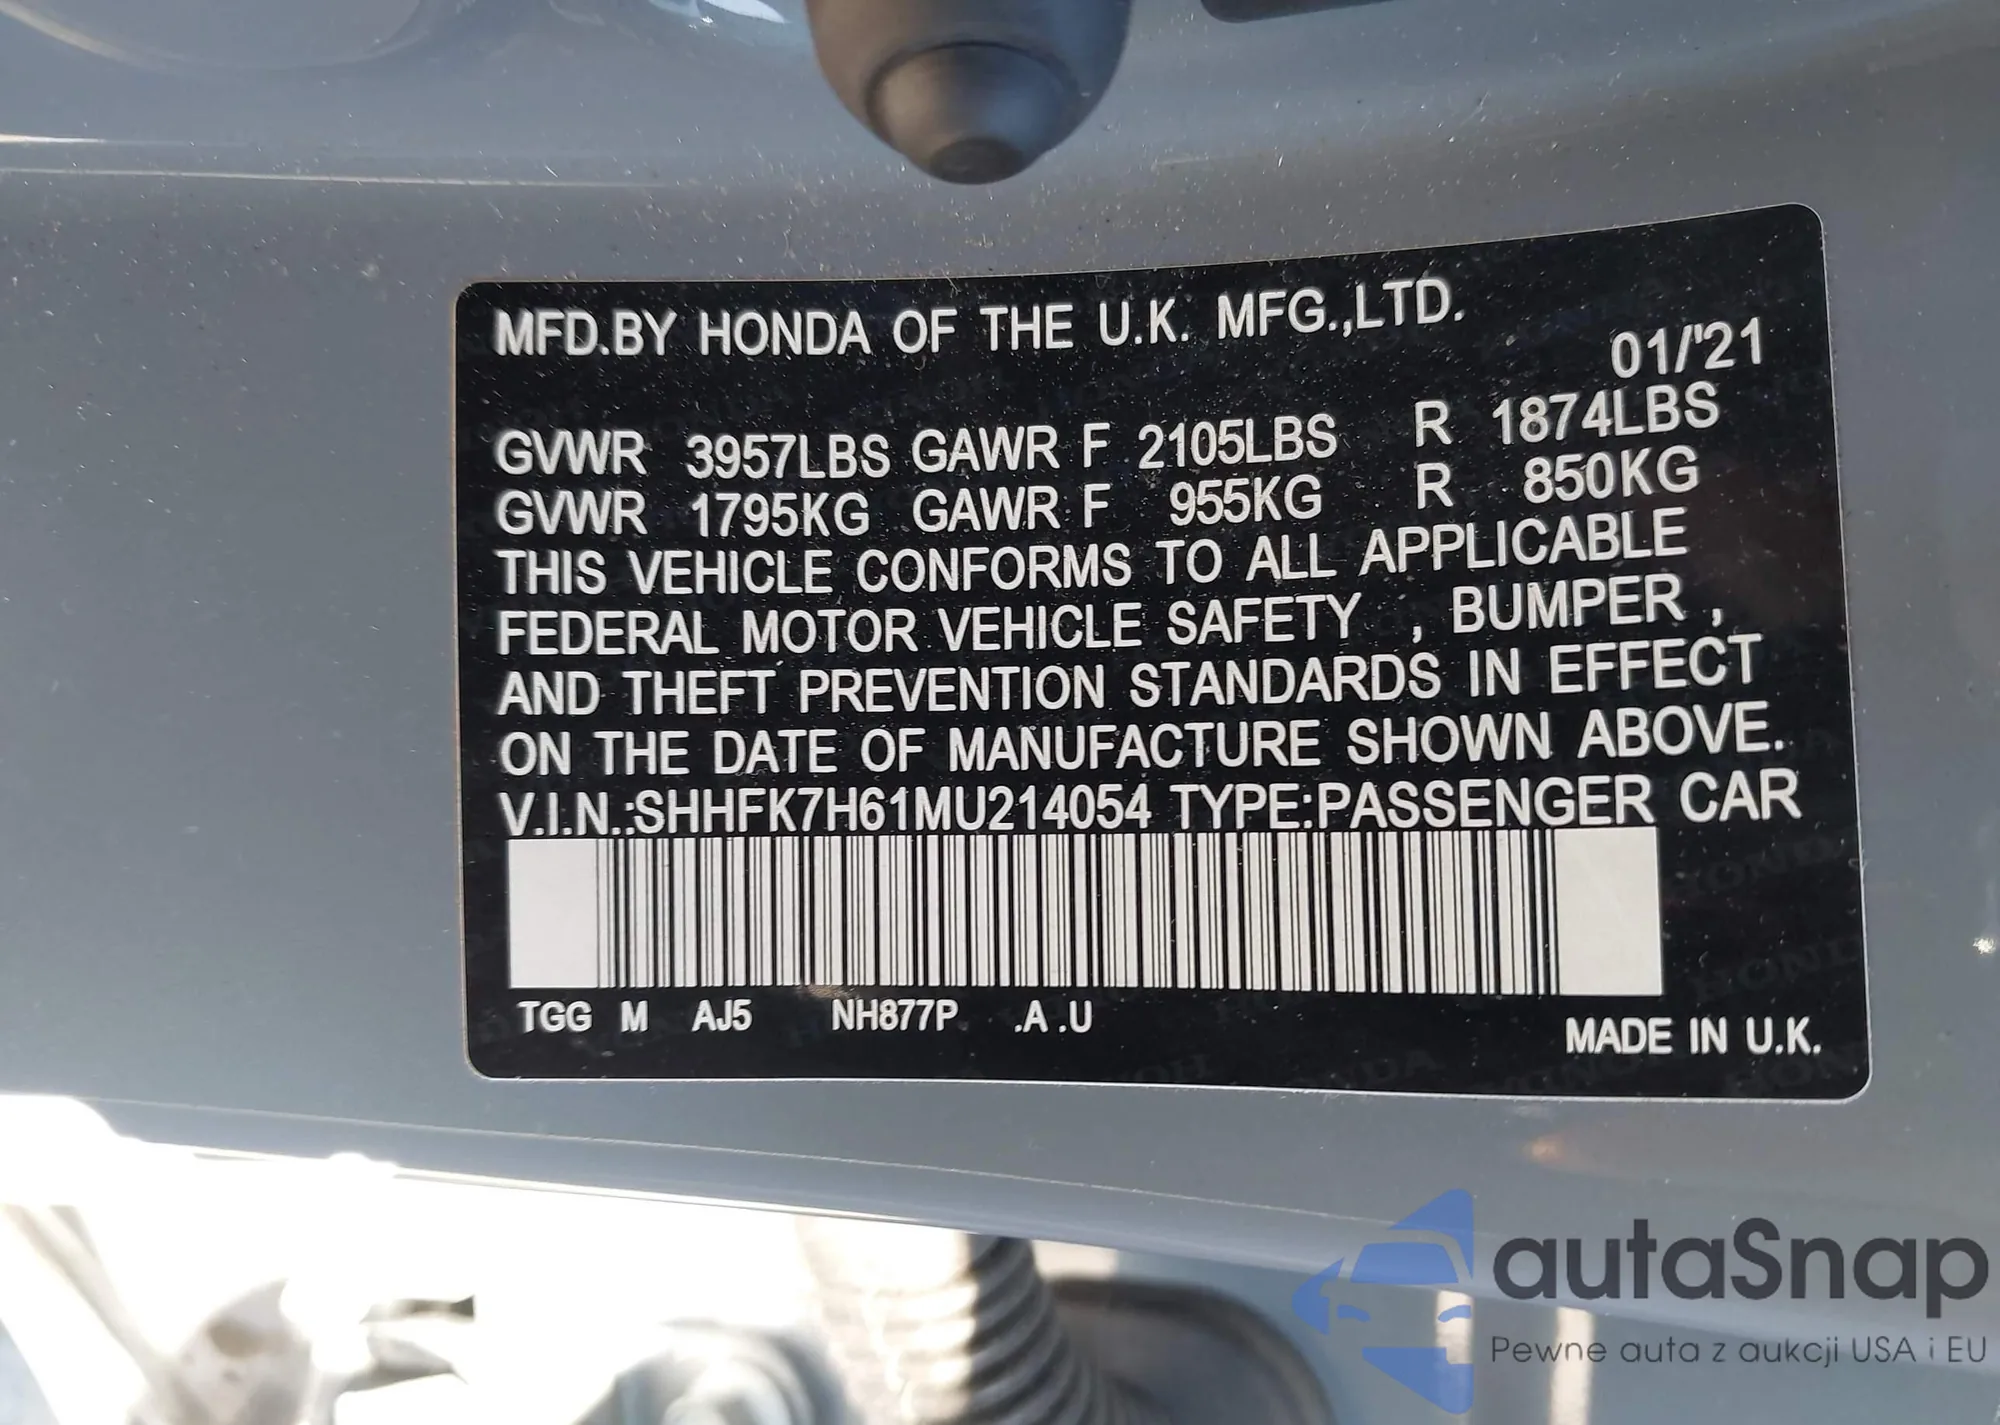 MFD.BY HONDA OF THE U.K. MFG.,LTD.
01/'21
GVWR 3957LBS GAWR F 2105LBS R 1874LBS
GVWR 1795KG GAWR F 955KG R 850KG
THIS VEHICLE CONFORMS TO ALL APPLICABLE
FEDERAL MOTOR VEHICLE SAFETY , BUMPER ,
AND THEFT PREVENTION STANDARDS IN EFFECT
ON THE DATE OF MANUFACTURE SHOWN ABOVE.
V.I.N.:SHHFK7H61MU214054 TYPE:PASSENGER CAR
TGG M AJ5 NH877P .A .U
MADE IN U.K.
autaSnap
Pewne auta z aukcji USA i EU